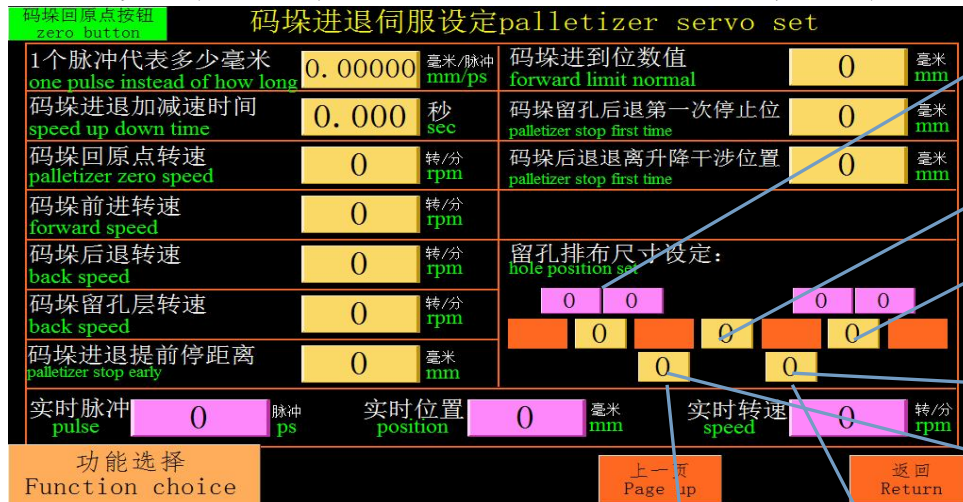 码垛回原点按钮
zero button
码垛进退伺服设定palletizer servo set
1个脉冲代表多少毫米 0.00000 毫米/脉冲
one pulse instead of how long mm/ps
码垛进到位数值 0 毫米
forward limit normal mm
码垛进退加减速时间 0.000 秒
speed up down time sec
码垛留孔后退第一次停止位 0 毫米
palletizer stop first time mm
码垛回原点转速 0 转/分
palletizer zero speed rpm
码垛后退退离升降干涉位置 0 毫米
palletizer stop first time mm
码垛前进转速 0 转/分
forward speed rpm
码垛后退转速 0 转/分
back speed rpm
留孔排布尺寸设定:
hole position set
0 0 0 0
码垛留孔层转速 0 转/分
back speed rpm
0 0 0
码垛进退提前停距离 0 毫米
palletizer stop early mm
0 0
实时脉冲 0 脉冲
pulse ps
实时位置 0 毫米
position mm
实时转速 0 转/分
speed rpm
功能选择
Function choice
上一页
Page up
返回
Return